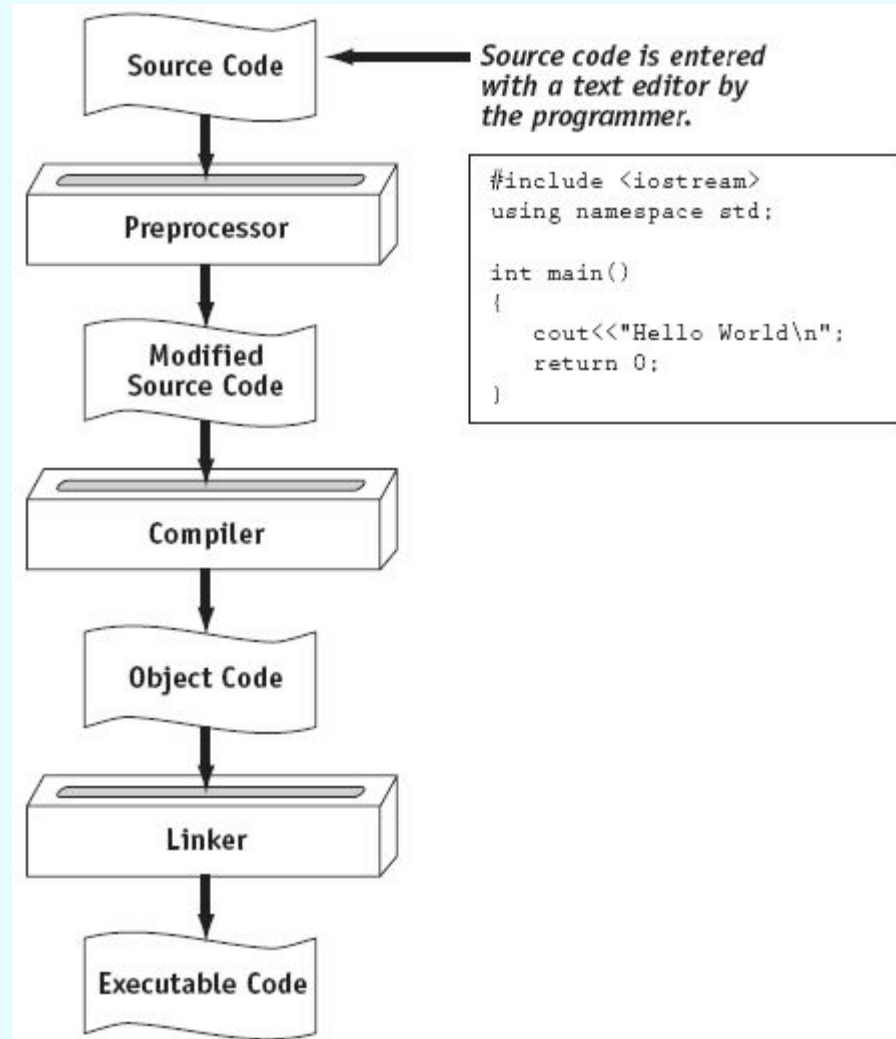 Source Code
Source code is entered
with a text editor by
the programmer.
#include <iostream>
using namespace std;
int main()
{
cout<<"Hello World\n";
return 0;
}
Preprocessor
Modified
Source Code
Compiler
Object Code
Linker
Executable Code